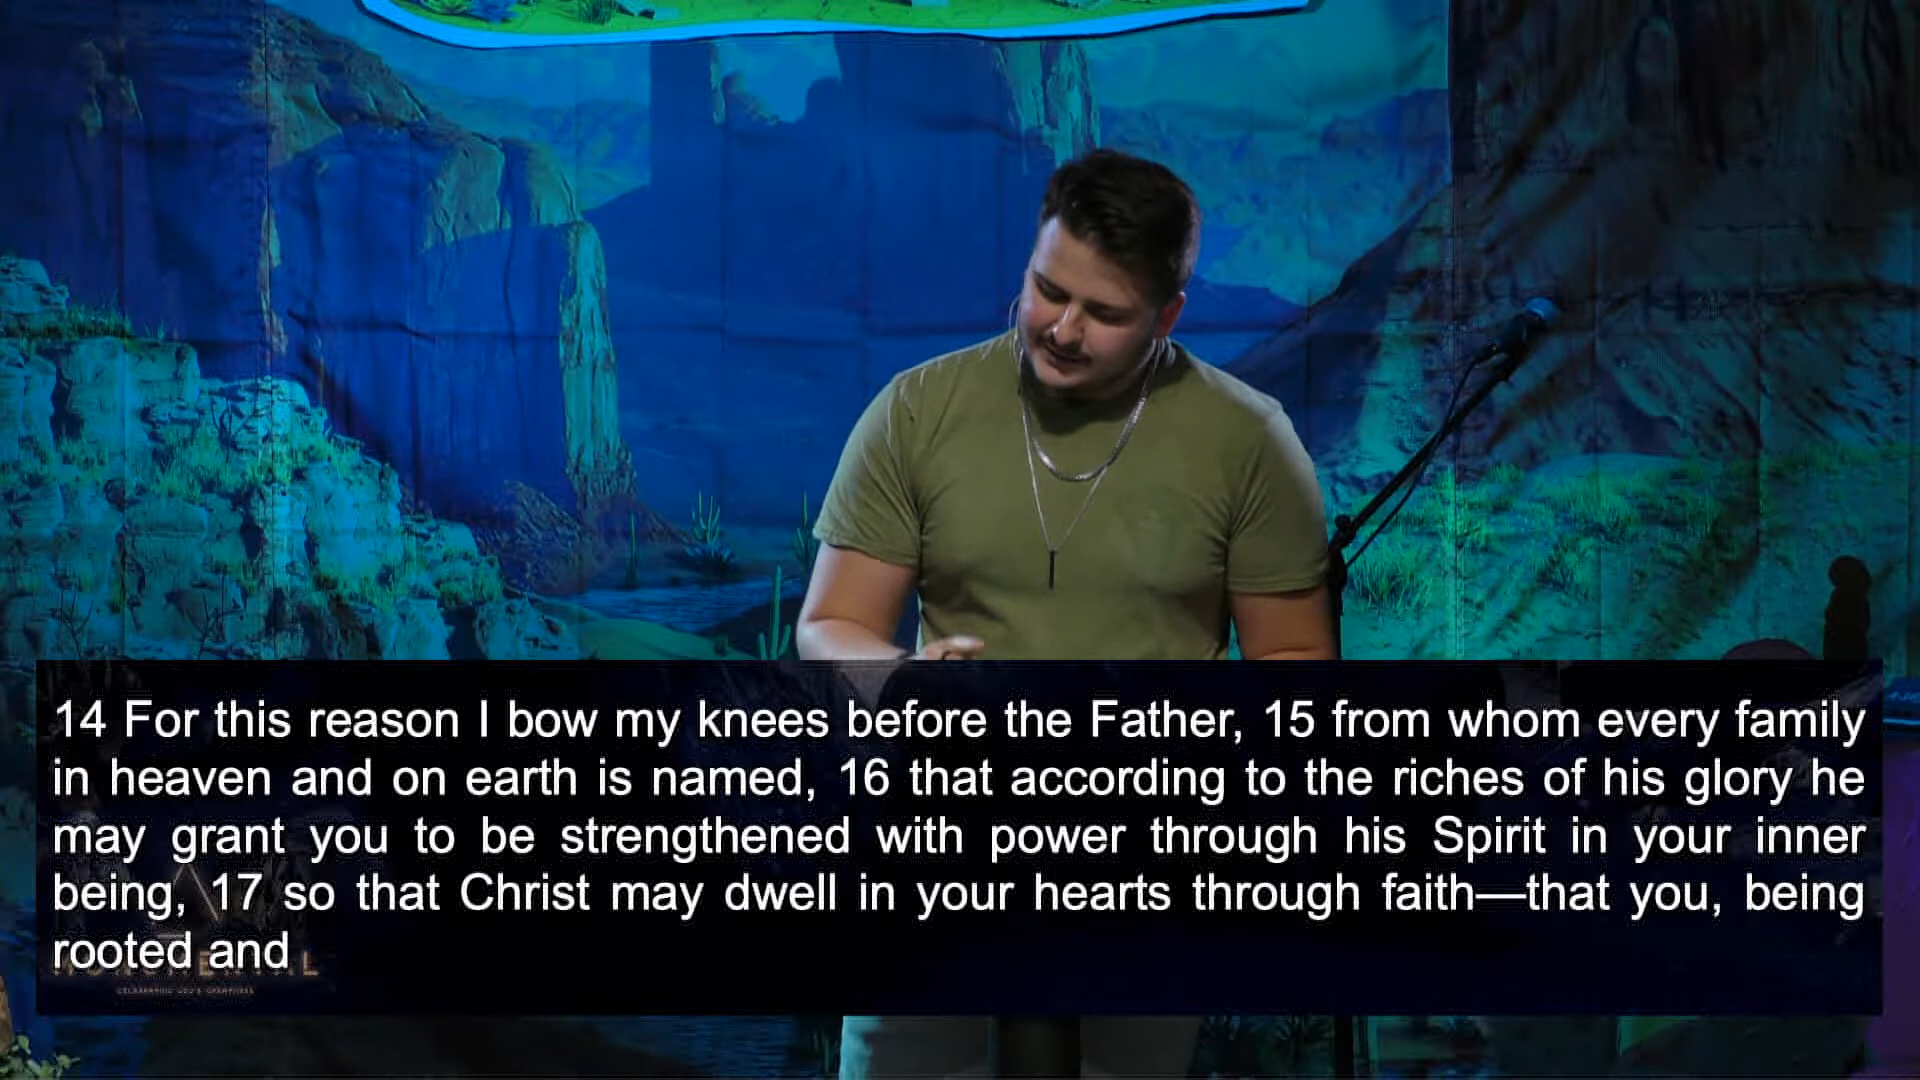 14 For this reason I bow my knees before the Father, 15 from whom every family
in heaven and on earth is named, 16 that according to the riches of his glory he
may grant you to be strengthened with power through his Spirit in your inner
being, 17 so that Christ may dwell in your hearts through faith—that you, being
rooted and
CELEBRATING GOD'S GREATNESS